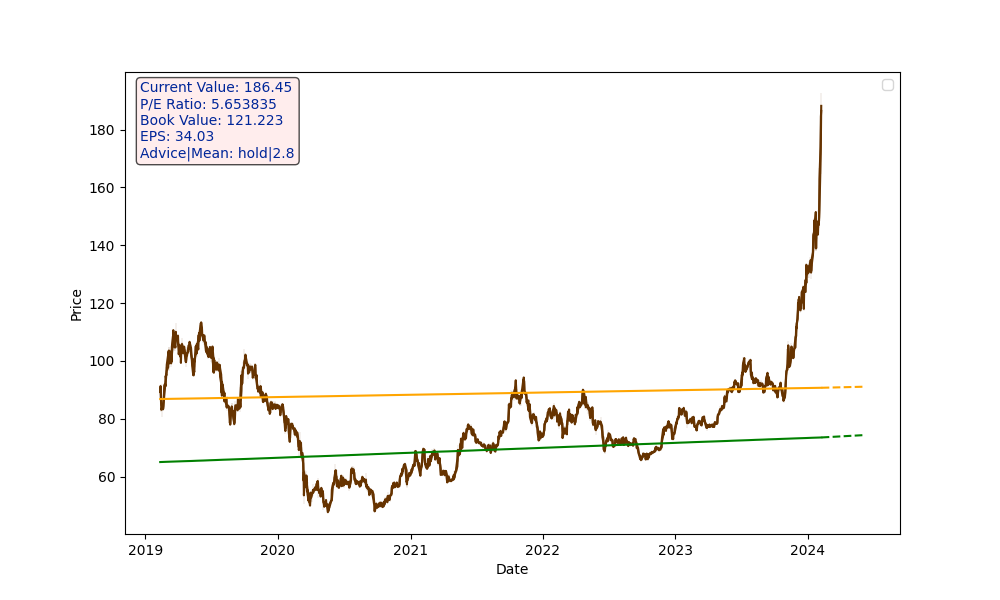 Current Value: 186.45
P/E Ratio: 5.653835
Book Value: 121.223
EPS: 34.03
Advice|Mean: hold|2.8
180
160
140
120
100
80
60
Price
2019 2020 2021 2022 2023 2024
Date